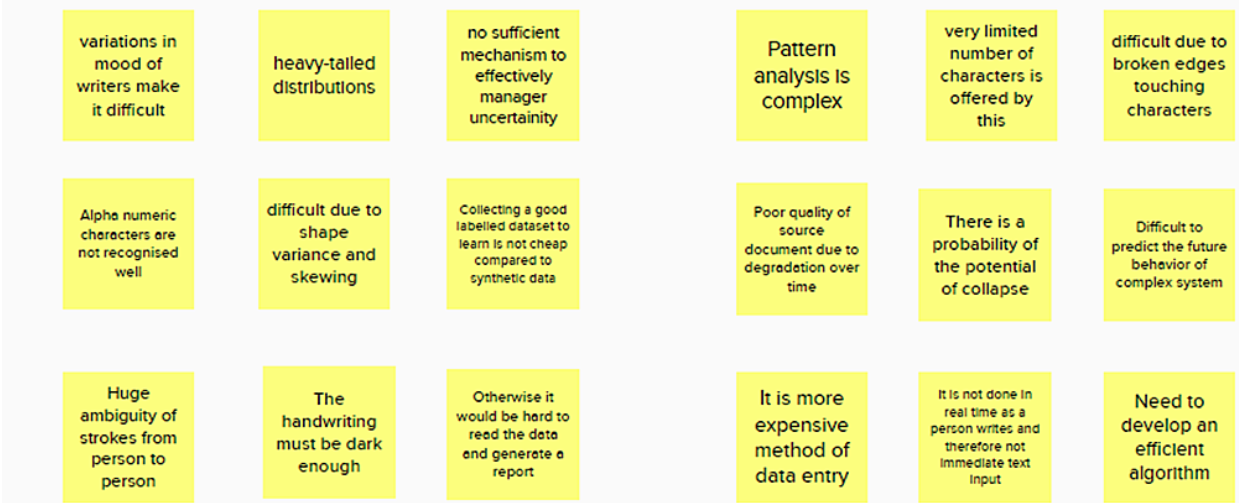 variations in
mood of
writers make
it difficult
heavy-tailed
distributions
no sufficient
mechanism to
effectively
manager
uncertainity
Pattern
analysis is
complex
very limited
number of
characters is
offered by
this
difficult due to
broken edges
touching
characters
Alpha numeric
characters are
not recognised
well
difficult due to
shape
variance and
skewing
Collecting a good
labelled dataset to
learn is not cheap
compared to
synthetic data
Poor quality of
source
document due to
degradation over
time
There is a
probability of
the potential
of collapse
Difficult to
predict the future
behavior of
complex system
Huge
ambiguity of
strokes from
person to
person
The
handwriting
must be dark
enough
Otherwise it
would be hard to
read the data
and generate a
report
It is more
expensive
method of
data entry
It is not done in
real time as a
person writes and
therefore not
immediate text
input
Need to
develop an
efficient
algorithm